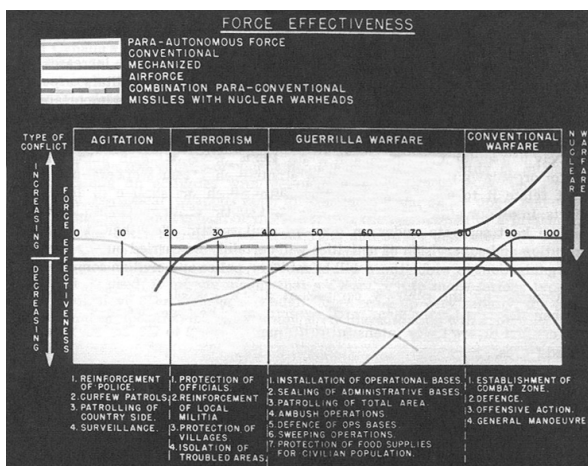 FORCE EFFECTIVENESS
PARA-AUTONOMOUS FORCE
CONVENTIONAL
MECHANIZED
AIRFORCE
COMBINATION PARA-CONVENTIONAL
MISSILES WITH NUCLEAR WARHEADS
TYPE OF CONFLICT
AGITATION
TERRORISM
GUERRILLA WARFARE
CONVENTIONAL WARFARE
NUCLEAR WARFARE
INCREASING
DECREASING
FORCE EFFECTIVENESS
0 10 20 30 40 50 60 70 80 90 100
1. REINFORCEMENT
OF POLICE.
2. CURFEW PATROLS.
3. PATROLLING OF
COUNTRY SIDE.
4. SURVEILLANCE.
1. PROTECTION OF
OFFICIALS.
2. REINFORCEMENT
OF LOCAL
MILITIA
3. PROTECTION OF
VILLAGES
4. ISOLATION OF
TROUBLED AREAS.
1. INSTALLATION OF OPERATIONAL BASES.
2. SEALING OF ADMINISTRATIVE BASES.
3. PATROLLING OF TOTAL AREA.
4. AMBUSH OPERATIONS.
5. DEFENCE OF OPS BASES
6. SWEEPING OPERATIONS.
7. PROTECTION OF FOOD SUPPLIES
FOR CIVILIAN POPULATION.
1. ESTABLISHMENT OF
COMBAT ZONE.
2. DEFENCE.
3. OFFENSIVE ACTION.
4. GENERAL MANOEUVRE